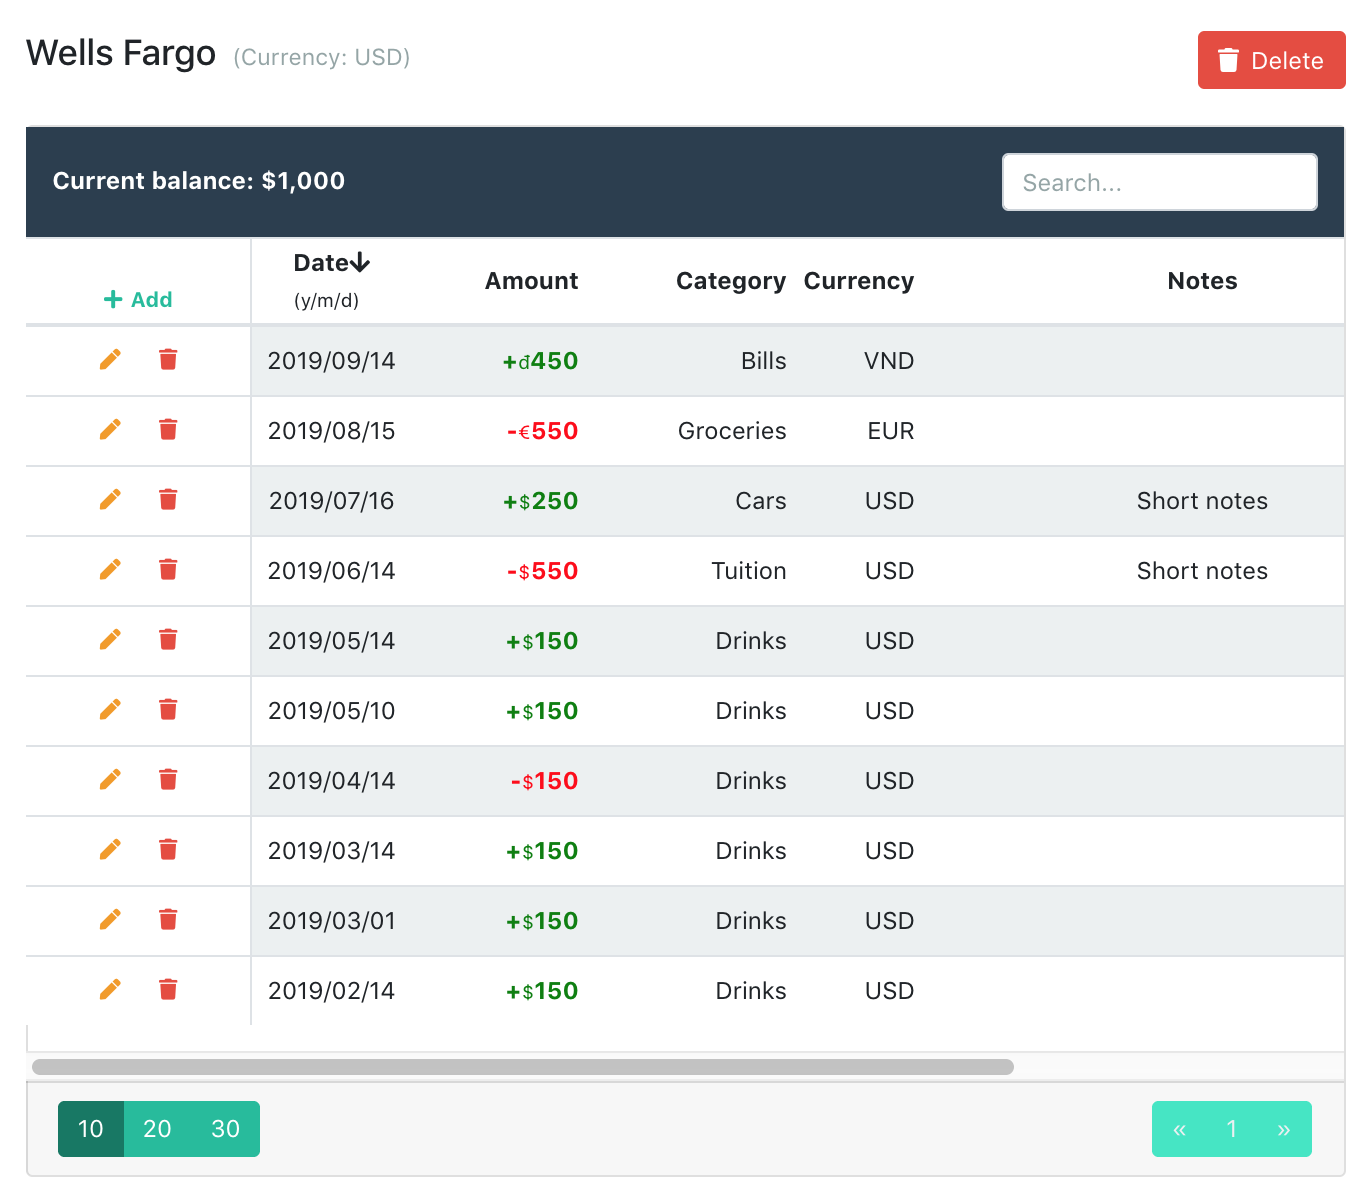 Wells Fargo (Currency: USD)
Delete
Current balance: $1,000
Search...
Add Date Amount Category Currency Notes
(y/m/d)
2019/09/14 +đ450 Bills VND
2019/08/15 -€550 Groceries EUR
2019/07/16 +$250 Cars USD Short notes
2019/06/14 -$550 Tuition USD Short notes
2019/05/14 +$150 Drinks USD
2019/05/10 +$150 Drinks USD
2019/04/14 -$150 Drinks USD
2019/03/14 +$150 Drinks USD
2019/03/01 +$150 Drinks USD
2019/02/14 +$150 Drinks USD
10 20 30
« 1 »